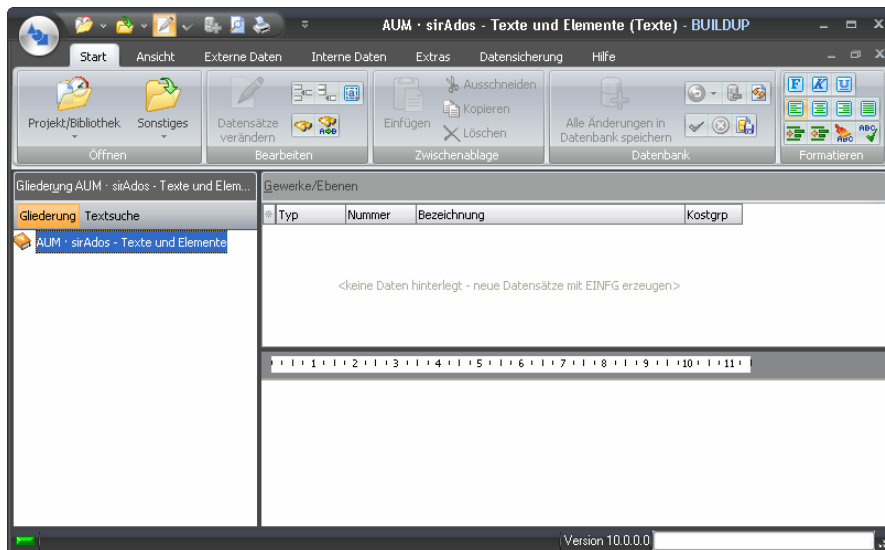 AUM · sirAdos - Texte und Elemente (Texte) - BUILDUP
Start Ansicht Externe Daten Interne Daten Extras Datensicherung Hilfe
Projekt/Bibliothek
Sonstiges
Öffnen
Datensätze
verändern
Bearbeiten
Einfügen
Ausschneiden
Kopieren
Löschen
Zwischenablage
Alle Änderungen in
Datenbank speichern
Datenbank
F K U
ABC ABC
Formatieren
Gliederung AUM · sirAdos - Texte und Elem...
Gliederung Textsuche
AUM · sirAdos - Texte und Elemente
Gewerke/Ebenen
Typ Nummer Bezeichnung Kostgrp
<keine Daten hinterlegt - neue Datensätze mit EINFG erzeugen>
1 2 3 4 5 6 7 8 9 10 11
Version 10.0.0.0